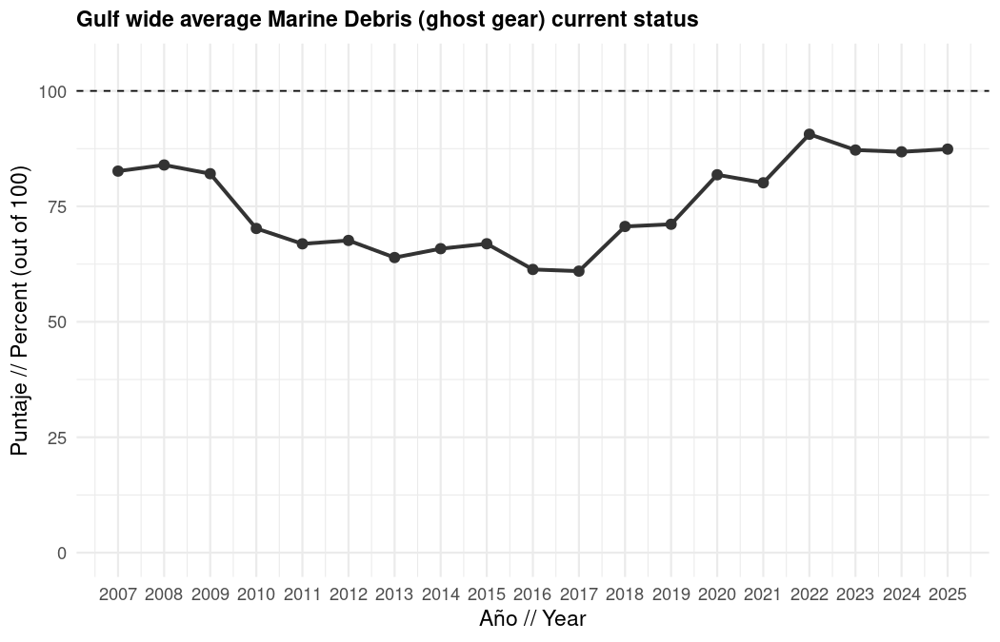 Gulf wide average Marine Debris (ghost gear) current status
Puntaje // Percent (out of 100)
100
75
50
25
0
2007 2008 2009 2010 2011 2012 2013 2014 2015 2016 2017 2018 2019 2020 2021 2022 2023 2024 2025
Año // Year